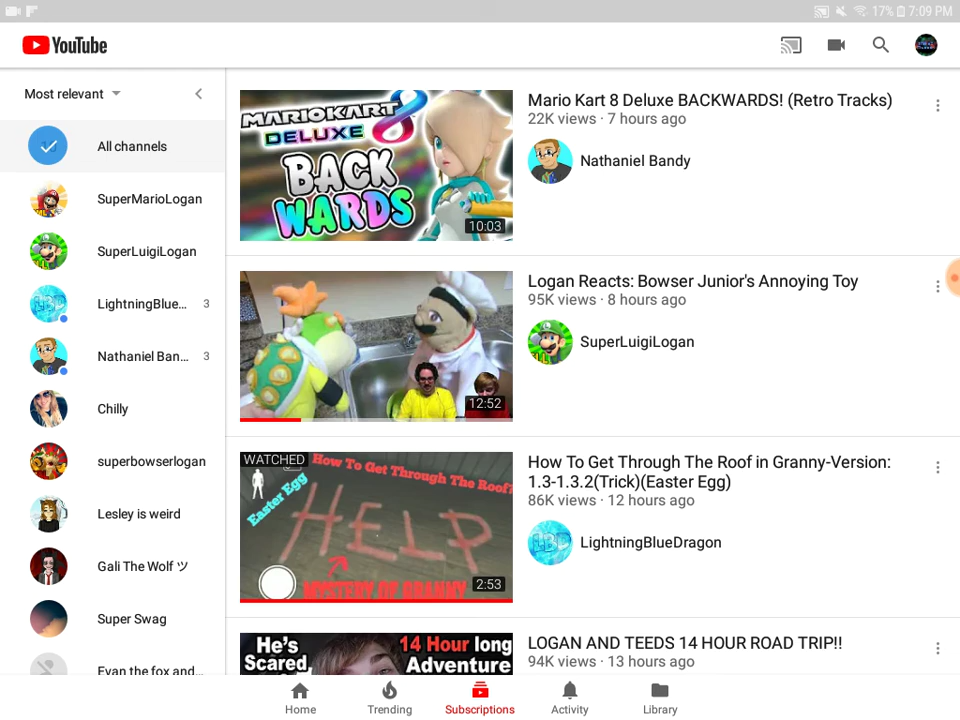 17% 7:09 PM
YouTube
Most relevant
All channels
SuperMarioLogan
SuperLuigiLogan
LightningBlue... 3
Nathaniel Ban... 3
Chilly
superbowserlogan
Lesley is weird
Gali The Wolf ツ
Super Swag
Evan the fox and...
MARIOKART 8
DELUXE
BACK
WARDS
10:03
Mario Kart 8 Deluxe BACKWARDS! (Retro Tracks)
22K views · 7 hours ago
Nathaniel Bandy
12:52
Logan Reacts: Bowser Junior's Annoying Toy
95K views · 8 hours ago
SuperLuigiLogan
WATCHED
How To Get Through The Roof?
Easter Egg
HELP
MYSTERY OF GRANNY
2:53
How To Get Through The Roof in Granny-Version:
1.3-1.3.2(Trick)(Easter Egg)
86K views · 12 hours ago
LBD
LightningBlueDragon
He's
Scared,
14 Hour long
Adventure
LOGAN AND TEEDS 14 HOUR ROAD TRIP!!
94K views · 13 hours ago
Home
Trending
Subscriptions
Activity
Library